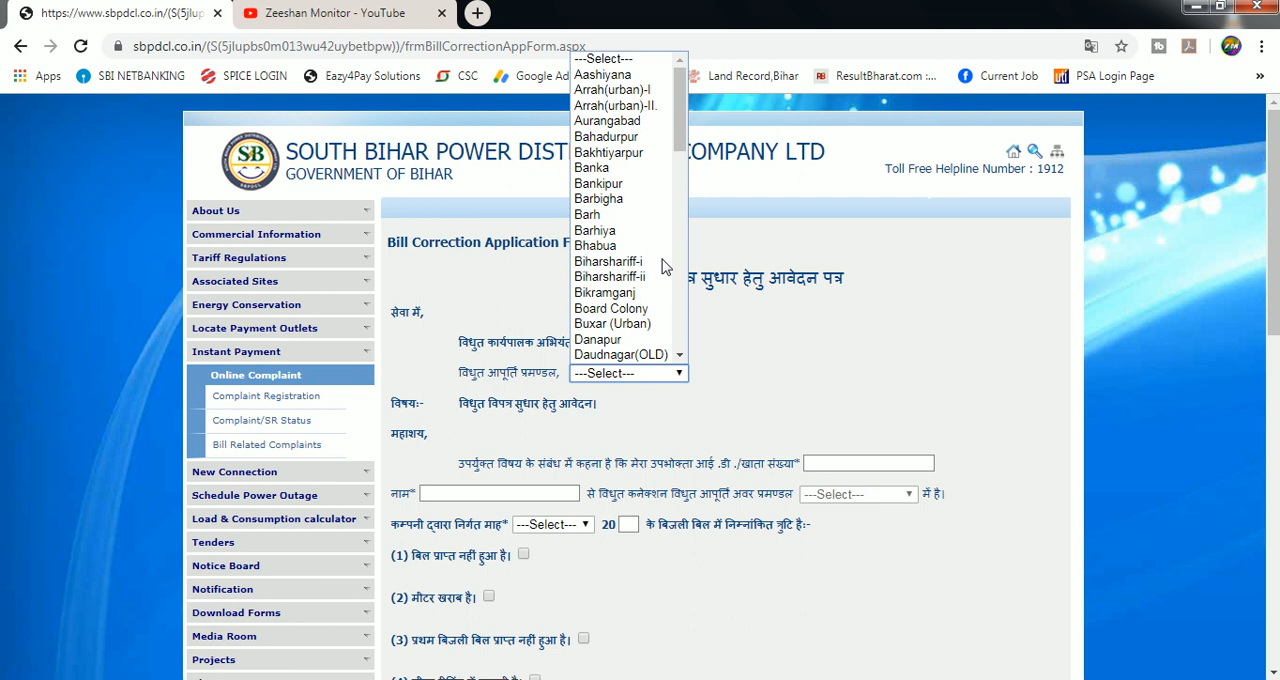 https://www.sbpdcl.co.in/(S(5jlup
Zeeshan Monitor - YouTube
sbpdcl.co.in/(S(5jlupbs0m013wu42uybetbpw))/frmBillCorrectionAppForm.aspx
Apps
SBI NETBANKING
SPICE LOGIN
Eazy4Pay Solutions
CSC
Google Ad
Land Record,Bihar
ResultBharat.com :...
Current Job
PSA Login Page
»
SB
SBPDCL
SOUTH BIHAR POWER DIST
COMPANY LTD
GOVERNMENT OF BIHAR
Toll Free Helpline Number : 1912
About Us
Commercial Information
Tariff Regulations
Associated Sites
Energy Conservation
Locate Payment Outlets
Instant Payment
Online Complaint
Complaint Registration
Complaint/SR Status
Bill Related Complaints
New Connection
Schedule Power Outage
Load & Consumption calculator
Tenders
Notice Board
Notification
Download Forms
Media Room
Projects
---Select---
Aashiyana
Arrah(urban)-I
Arrah(urban)-II.
Aurangabad
Bahadurpur
Bakhtiyarpur
Banka
Bankipur
Barbigha
Barh
Barhiya
Bhabua
Biharshariff-i
Biharshariff-ii
Bikramganj
Board Colony
Buxar (Urban)
Danapur
Daudnagar(OLD)
Bill Correction Application F
सुधार हेतु आवेदन पत्र
सेवा में,
विधुत कार्यपालक अभियंत
विधुत आपूर्ति प्रमण्डल, ---Select---
विषय:- विधुत विपत्र सुधार हेतु आवेदन।
महाशय,
उपर्युक्त विषय के संबंध में कहना है कि मेरा उपभोक्ता आई .डी ./खाता संख्या*
नाम* से विधुत कनेक्शन विधुत आपूर्ति अवर प्रमण्डल ---Select--- में है।
कम्पनी द्वारा निर्गत माह* ---Select--- 20 के बिजली बिल में निम्नांकित त्रुटि है:-
(1) बिल प्राप्त नहीं हुआ है।
(2) मीटर खराब है।
(3) प्रथम बिजली बिल प्राप्त नहीं हुआ है।